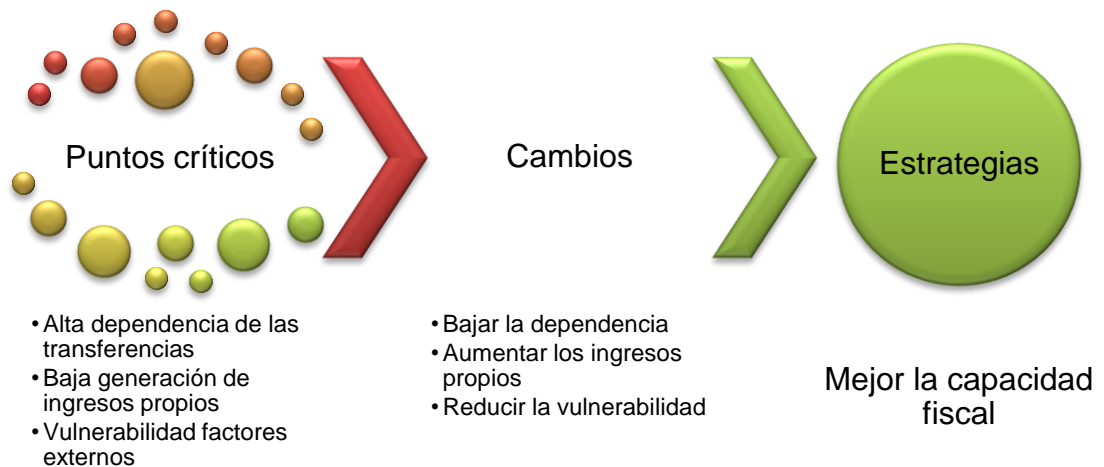 Puntos críticos
• Alta dependencia de las
transferencias
• Baja generación de
ingresos propios
• Vulnerabilidad factores
externos
Cambios
• Bajar la dependencia
• Aumentar los ingresos
propios
• Reducir la vulnerabilidad
Estrategias
Mejor la capacidad
fiscal